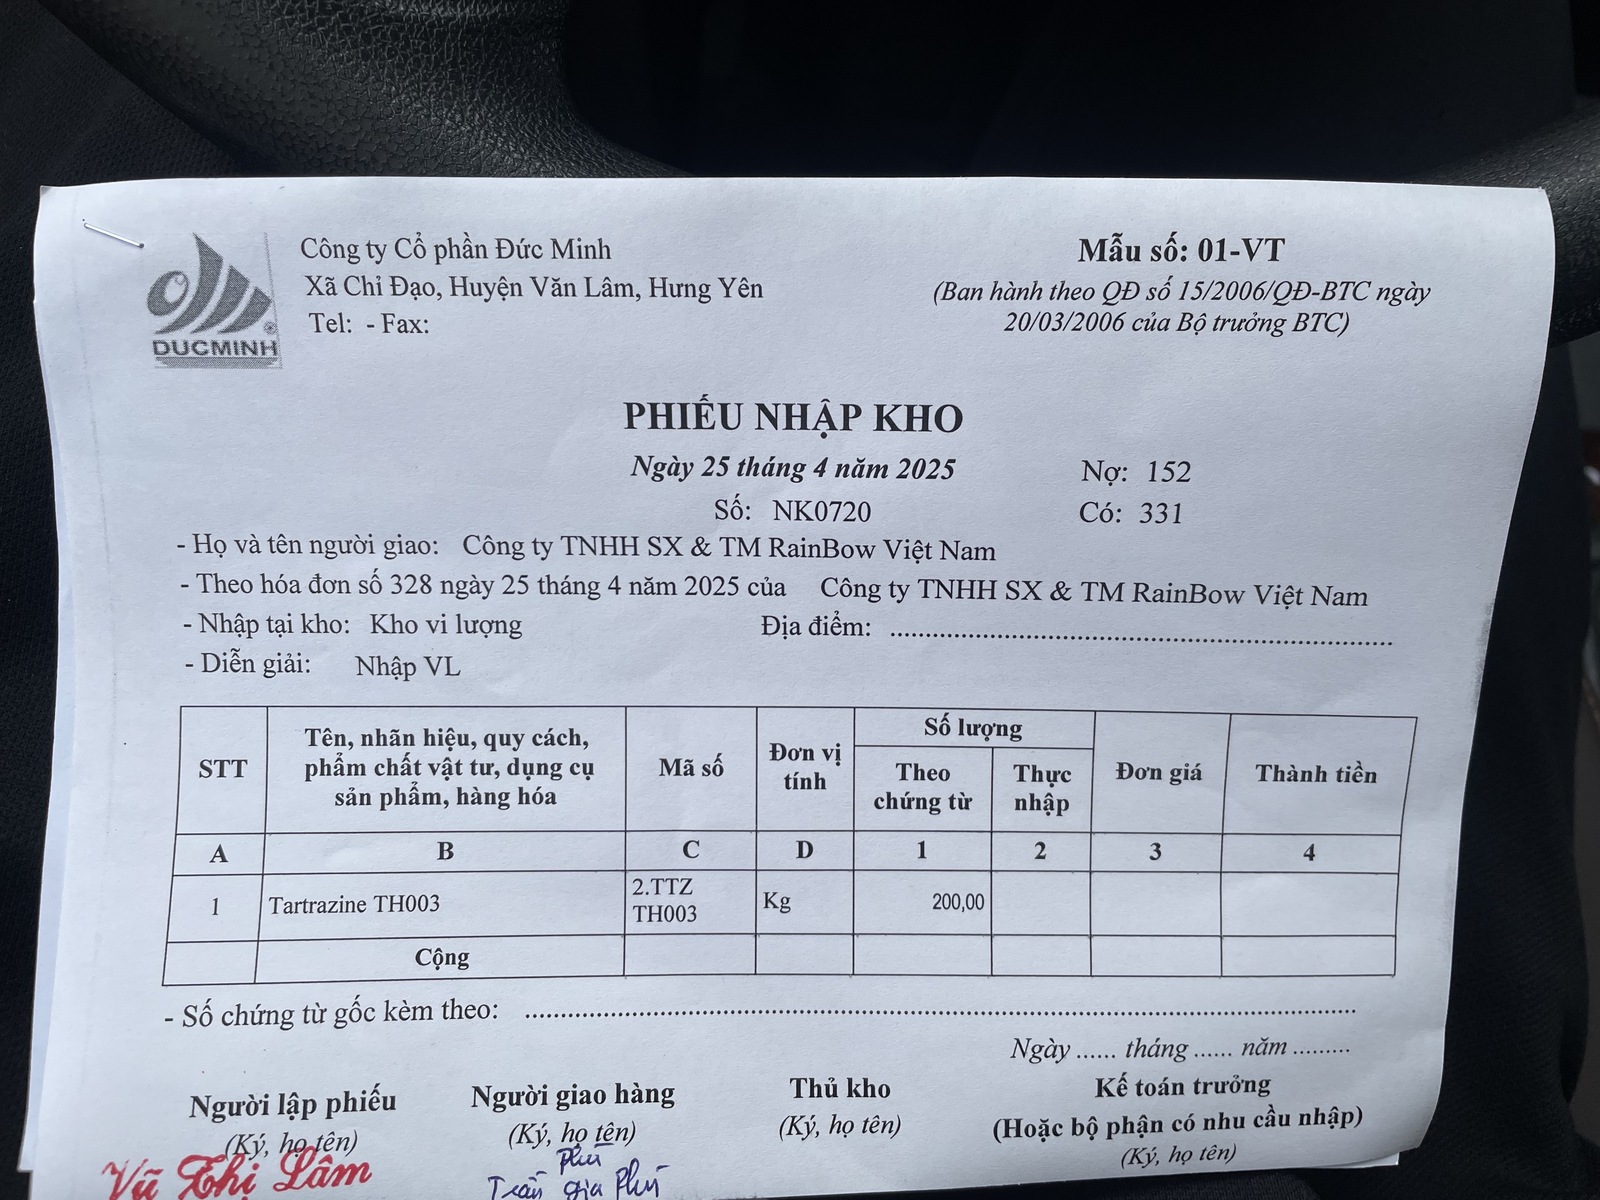 Công ty Cổ phần Đức Minh
Xã Chỉ Đạo, Huyện Văn Lâm, Hưng Yên
Tel: - Fax:
DUCMINH
Mẫu số: 01-VT
(Ban hành theo QĐ số 15/2006/QĐ-BTC ngày
20/03/2006 của Bộ trưởng BTC)
PHIẾU NHẬP KHO
Ngày 25 tháng 4 năm 2025
Số: NK0720
Nợ: 152
Có: 331
- Họ và tên người giao: Công ty TNHH SX & TM RainBow Việt Nam
- Theo hóa đơn số 328 ngày 25 tháng 4 năm 2025 của Công ty TNHH SX & TM RainBow Việt Nam
- Nhập tại kho: Kho vi lượng Địa điểm: ....................
- Diễn giải: Nhập VL
STT
Tên, nhãn hiệu, quy cách,
phẩm chất vật tư, dụng cụ
sản phẩm, hàng hóa
Mã số
Đơn vị
tính
Số lượng
Theo
chứng từ
Thực
nhập
Đơn giá
Thành tiền
A B C D 1 2 3 4
1 Tartrazine TH003 2.TTZ
TH003 Kg 200,00
Cộng
- Số chứng từ gốc kèm theo: ....................
Ngày ...... tháng ...... năm .........
Người lập phiếu
(Ký, họ tên)
Vũ Thị Lâm
Người giao hàng
(Ký, họ tên)
Phú
Trần gia Phú
Thủ kho
(Ký, họ tên)
Kế toán trưởng
(Hoặc bộ phận có nhu cầu nhập)
(Ký, họ tên)